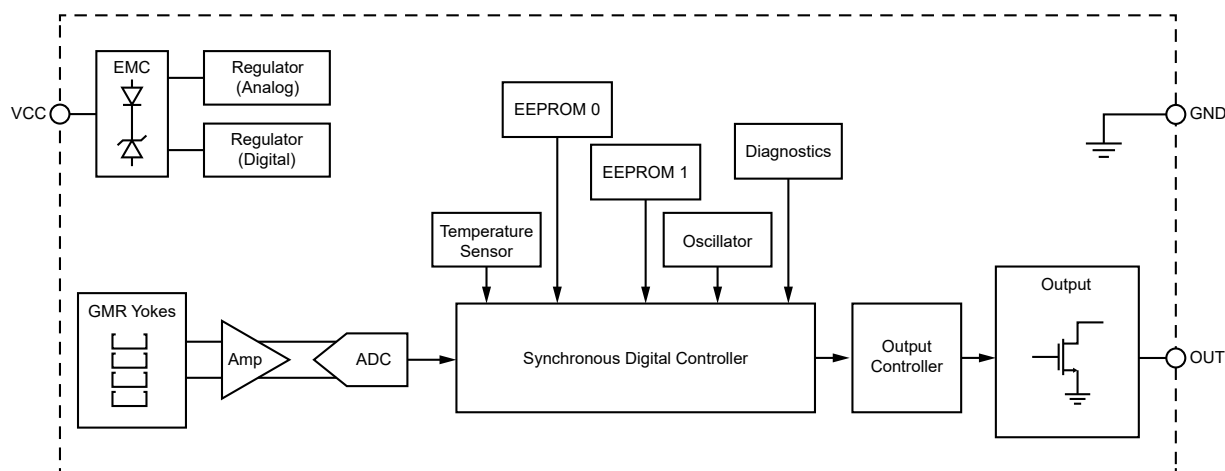 EMC
Regulator
(Analog)
VCC
Regulator
(Digital)
EEPROM 0
EEPROM 1
Diagnostics
GND
Temperature
Sensor
Oscillator
GMR Yokes
Amp
ADC
Synchronous Digital Controller
Output
Controller
Output
OUT